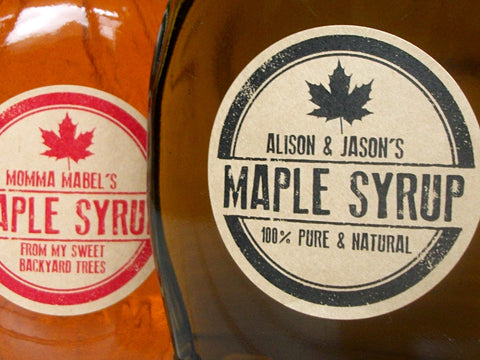 MOMMA MABEL'S
APLE SYRU
FROM MY SWEET
BACKYARD TREES
ALISON & JASON'S
MAPLE SYRUP
100% PURE & NATURAL